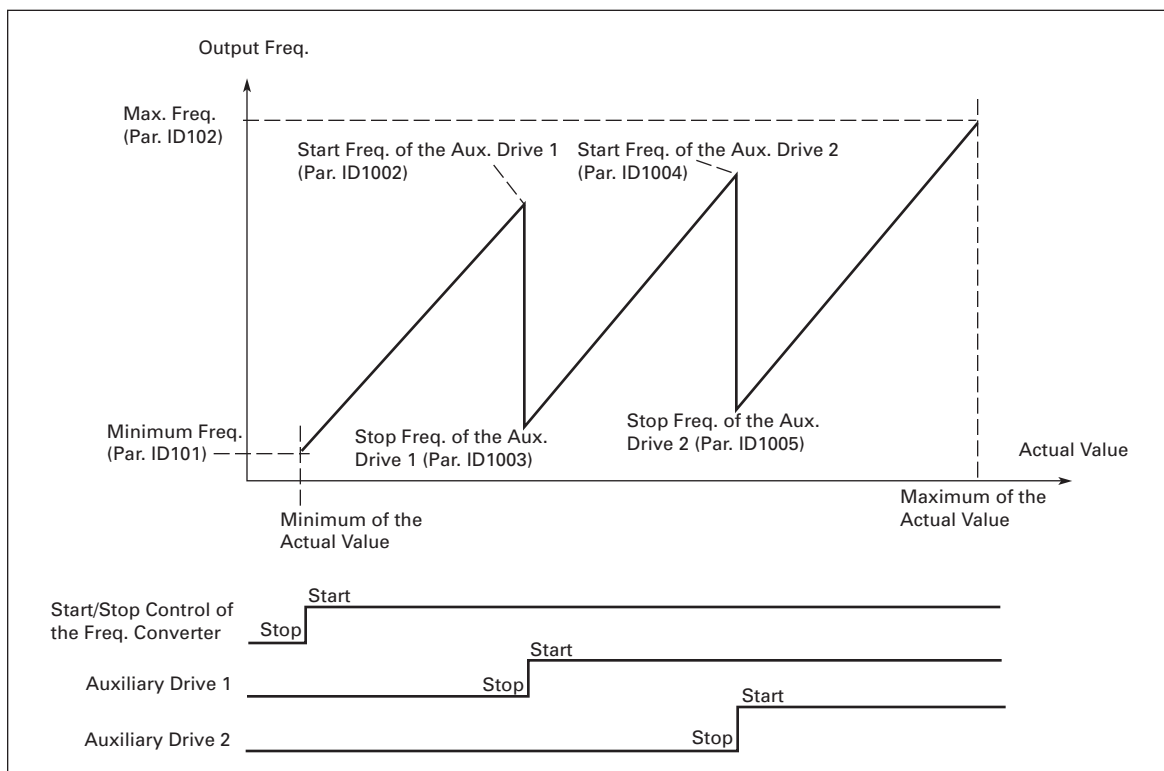 Output Freq.
Max. Freq.
(Par. ID102)
Start Freq. of the Aux. Drive 1
(Par. ID1002)
Start Freq. of the Aux. Drive 2
(Par. ID1004)
Minimum Freq.
(Par. ID101)
Stop Freq. of the Aux.
Drive 1 (Par. ID1003)
Stop Freq. of the Aux.
Drive 2 (Par. ID1005)
Actual Value
Minimum of the
Actual Value
Maximum of the
Actual Value
Start/Stop Control of
the Freq. Converter
Stop
Start
Auxiliary Drive 1
Stop
Start
Auxiliary Drive 2
Stop
Start